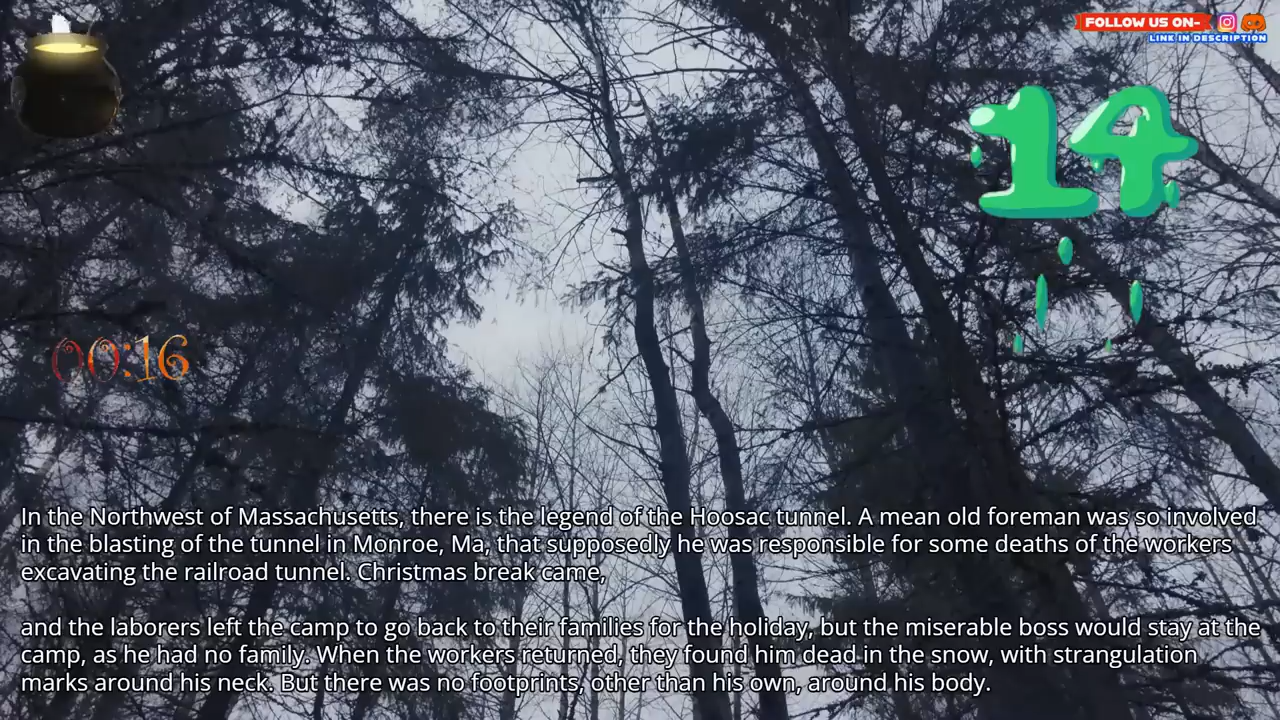 FOLLOW US ON-
LINK IN DESCRIPTION
14
00:16
In the Northwest of Massachusetts, there is the legend of the Hoosac tunnel. A mean old foreman was so involved
in the blasting of the tunnel in Monroe, Ma, that supposedly he was responsible for some deaths of the workers
excavating the railroad tunnel. Christmas break came,
and the laborers left the camp to go back to their families for the holiday, but the miserable boss would stay at the
camp, as he had no family. When the workers returned, they found him dead in the snow, with strangulation
marks around his neck. But there was no footprints, other than his own, around his body.